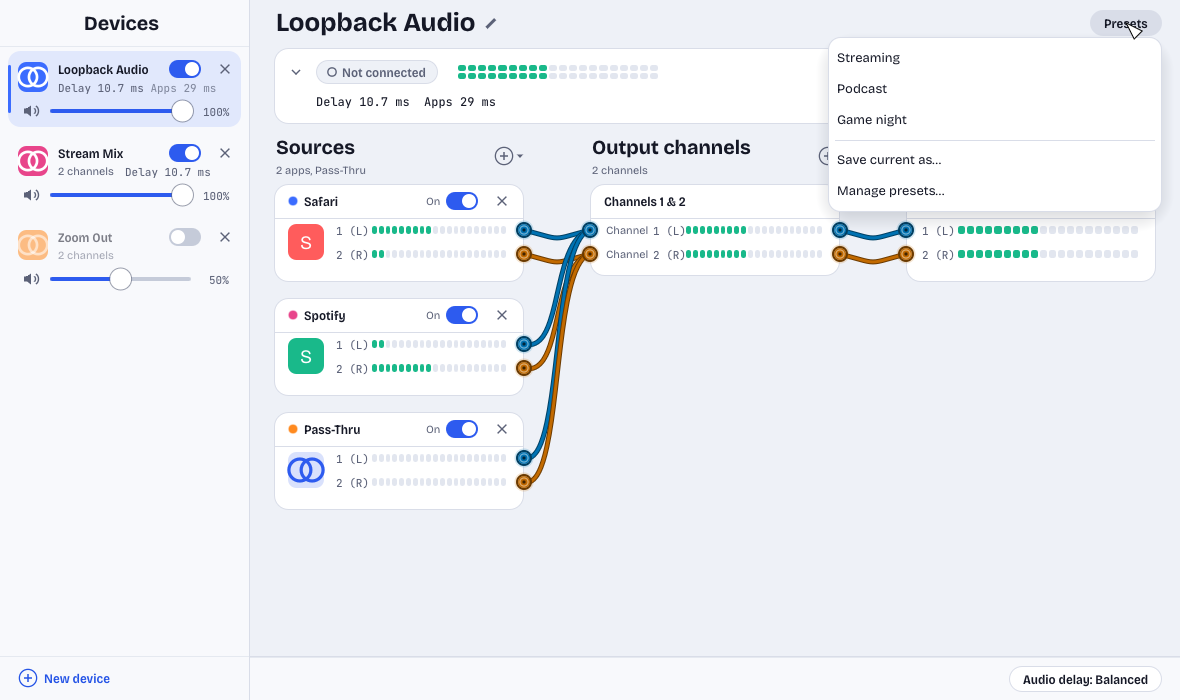 Devices
Loopback Audio
Delay 10.7 ms Apps 29 ms
100%
Stream Mix
2 channels Delay 10.7 ms
100%
Zoom Out
2 channels
50%
New device
Loopback Audio
Presets
Not connected
Delay 10.7 ms Apps 29 ms
Streaming
Podcast
Game night
Save current as...
Manage presets...
Sources
2 apps, Pass-Thru
Safari On
S
1 (L)
2 (R)
Spotify On
S
1 (L)
2 (R)
Pass-Thru On
1 (L)
2 (R)
Output channels
2 channels
Channels 1 & 2
Channel 1 (L)
Channel 2 (R)
1 (L)
2 (R)
Audio delay: Balanced